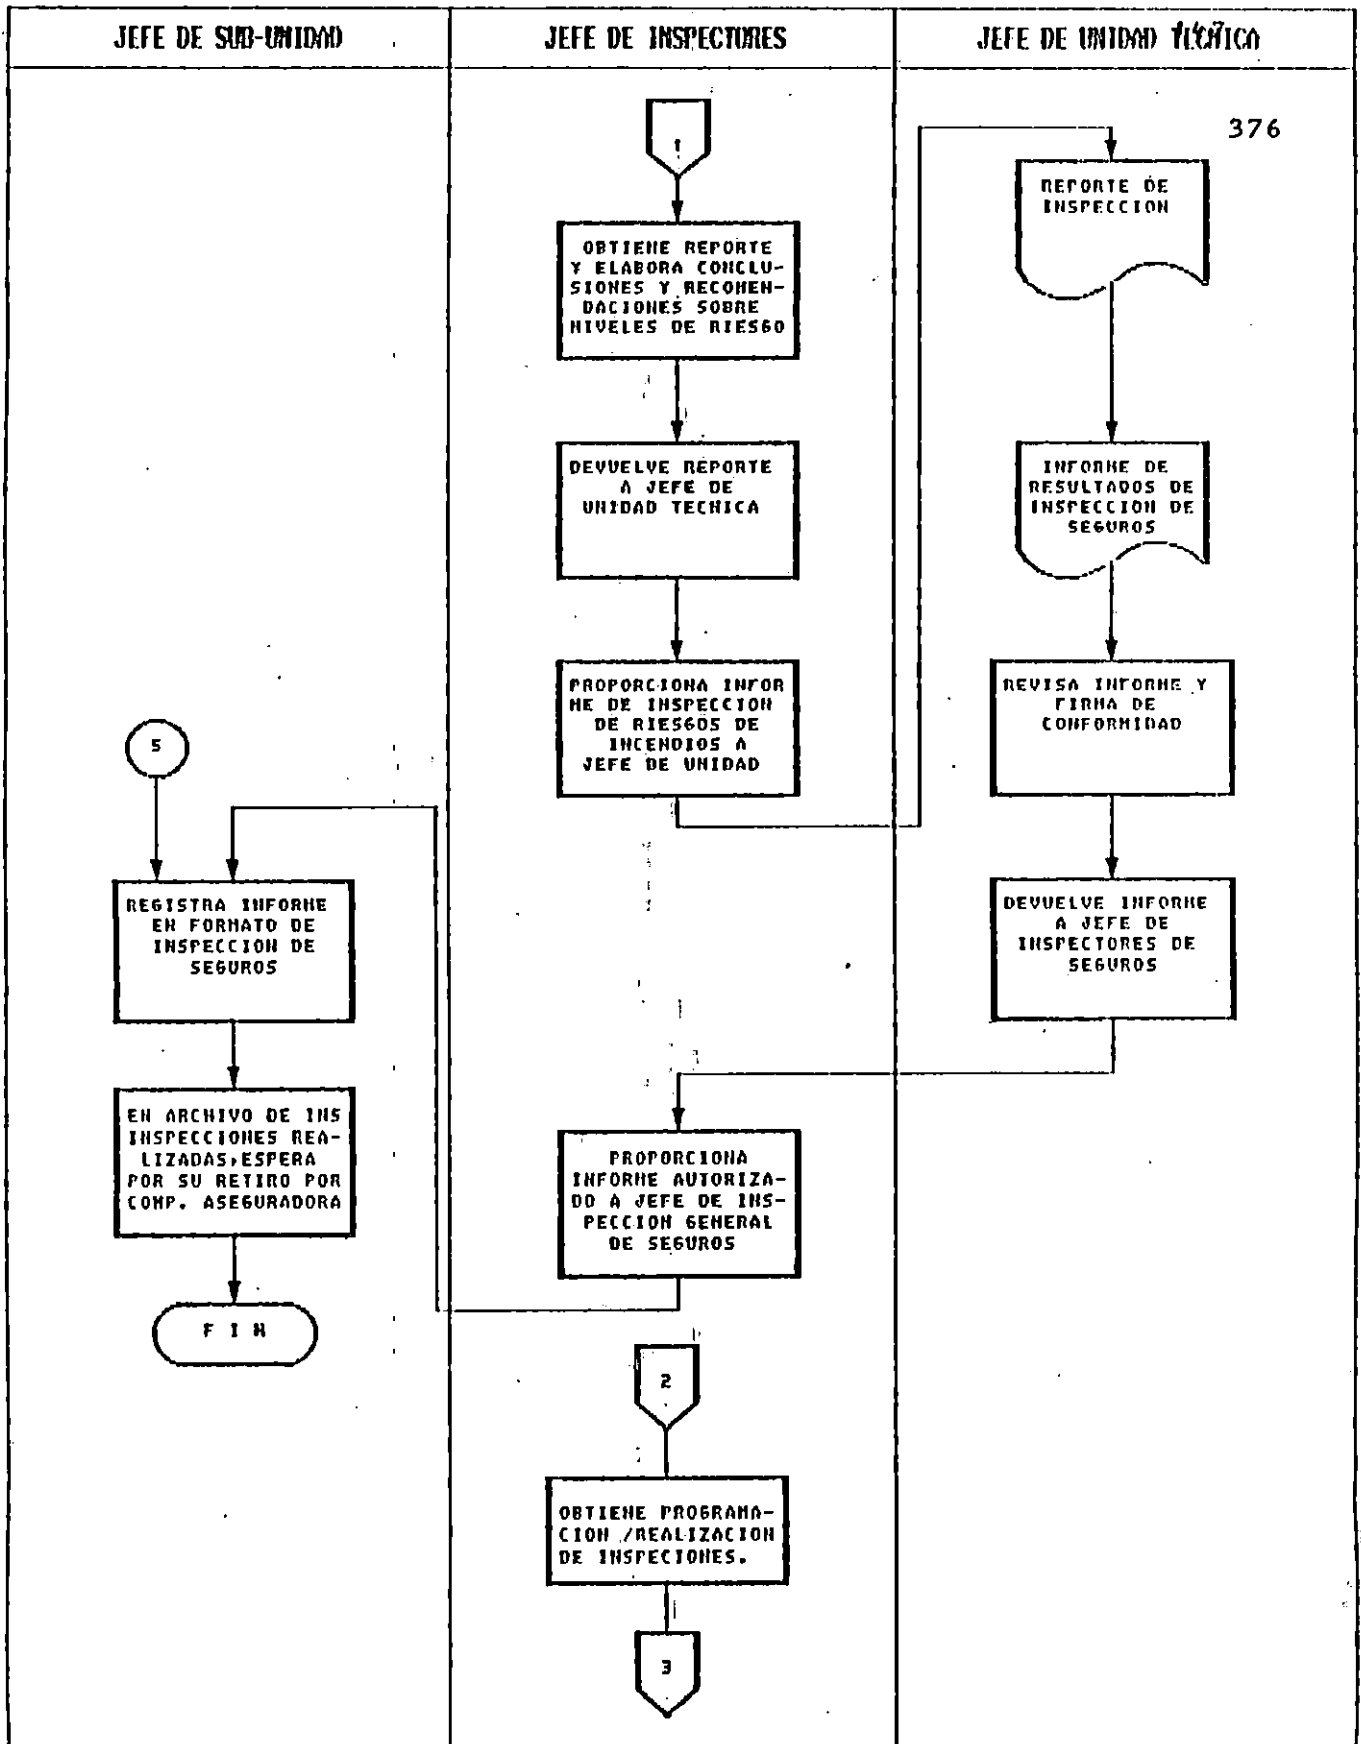 JEFE DE SUB-UNIDAD
JEFE DE INSPECTORES
JEFE DE UNIDAD TECNICA
376
1
OBTIENE REPORTE
Y ELABORA CONCLU-
SIONES Y RECOMEN-
DACIONES SOBRE
NIVELES DE RIESGO
DEVUELVE REPORTE
A JEFE DE
UNIDAD TECNICA
PROPORCIONA INFOR
ME DE INSPECCION
DE RIESGOS DE
INCENDIOS A
JEFE DE UNIDAD
REPORTE DE
INSPECCION
INFORME DE
RESULTADOS DE
INSPECCION DE
SEGUROS
REVISA INFORME Y
FIRMA DE
CONFORMIDAD
DEVUELVE INFORME
A JEFE DE
INSPECTORES DE
SEGUROS
PROPORCIONA
INFORME AUTORIZA-
DO A JEFE DE INS-
PECCION GENERAL
DE SEGUROS
5
REGISTRA INFORME
EN FORMATO DE
INSPECCION DE
SEGUROS
EN ARCHIVO DE INS
INSPECCIONES REA-
LIZADAS,ESPERA
POR SU RETIRO POR
COMP. ASEGURADORA
F I N
2
OBTIENE PROGRAMA-
CION /REALIZACION
DE INSPECIONES.
3